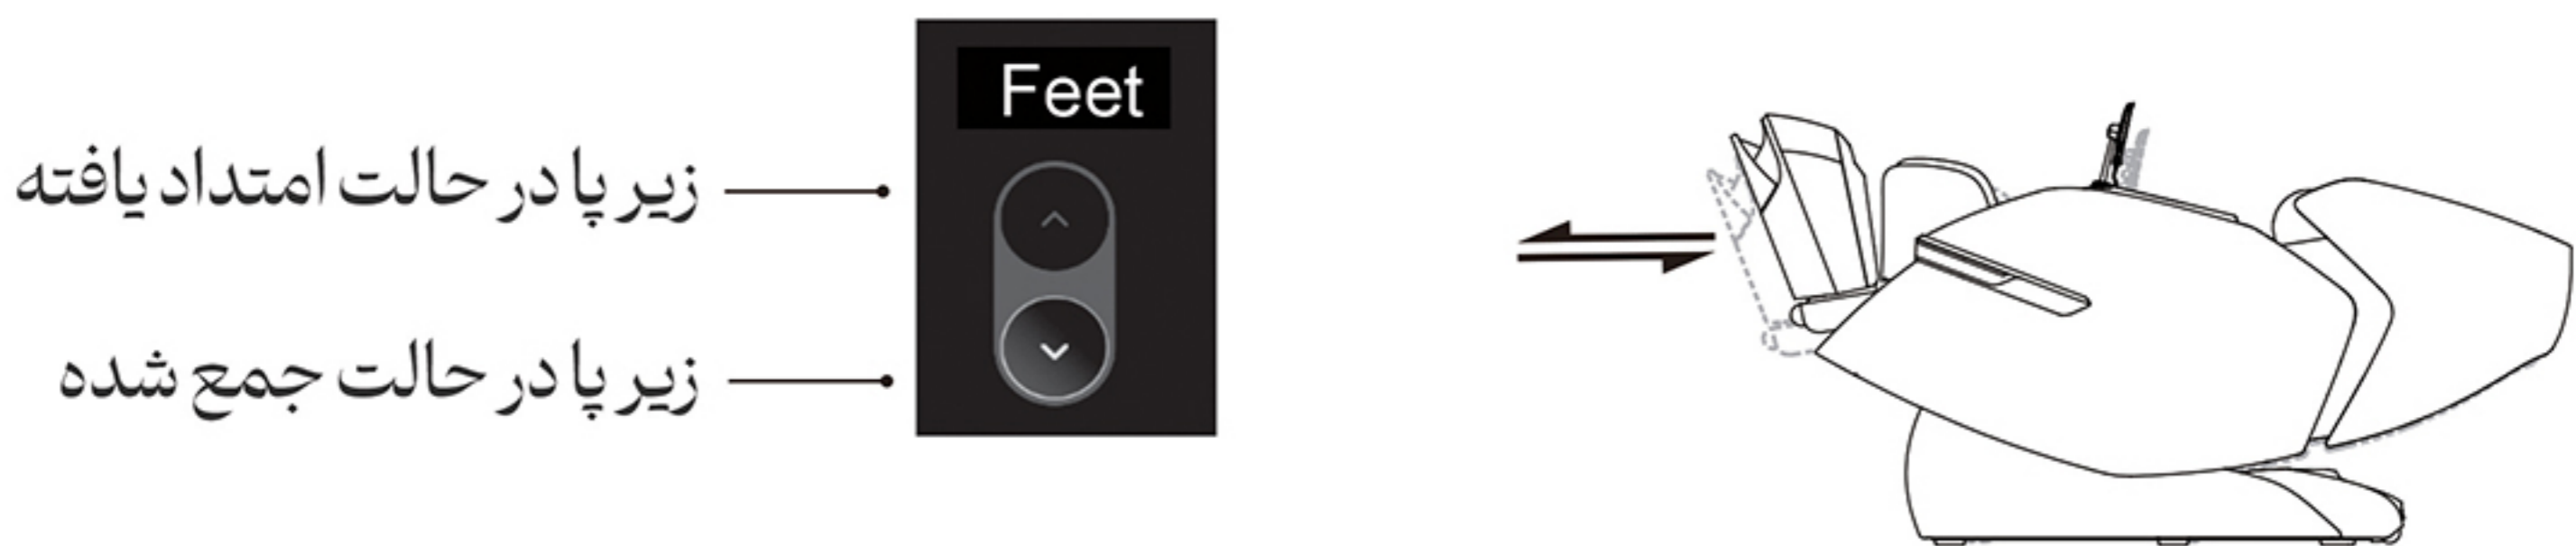 Feet
زیر پا در حالت امتداد یافته
زیر پا در حالت جمع شده